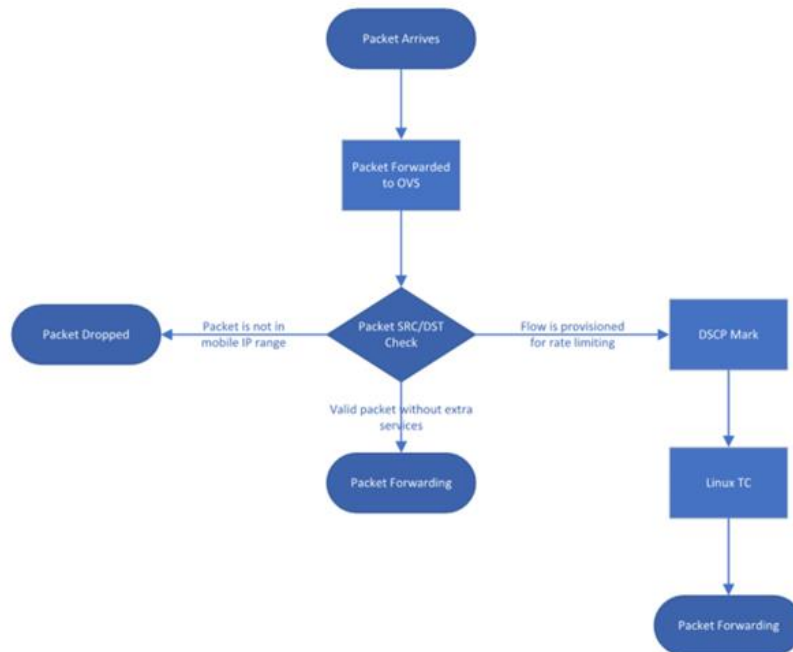 Packet Arrives
Packet Forwarded
to OVS
Packet Dropped
Packet is not in
mobile IP range
Packet SRC/DST
Check
Flow is provisioned
for rate limiting
DSCP Mark
Valid packet without extra
services
Packet Forwarding
Linux TC
Packet Forwarding